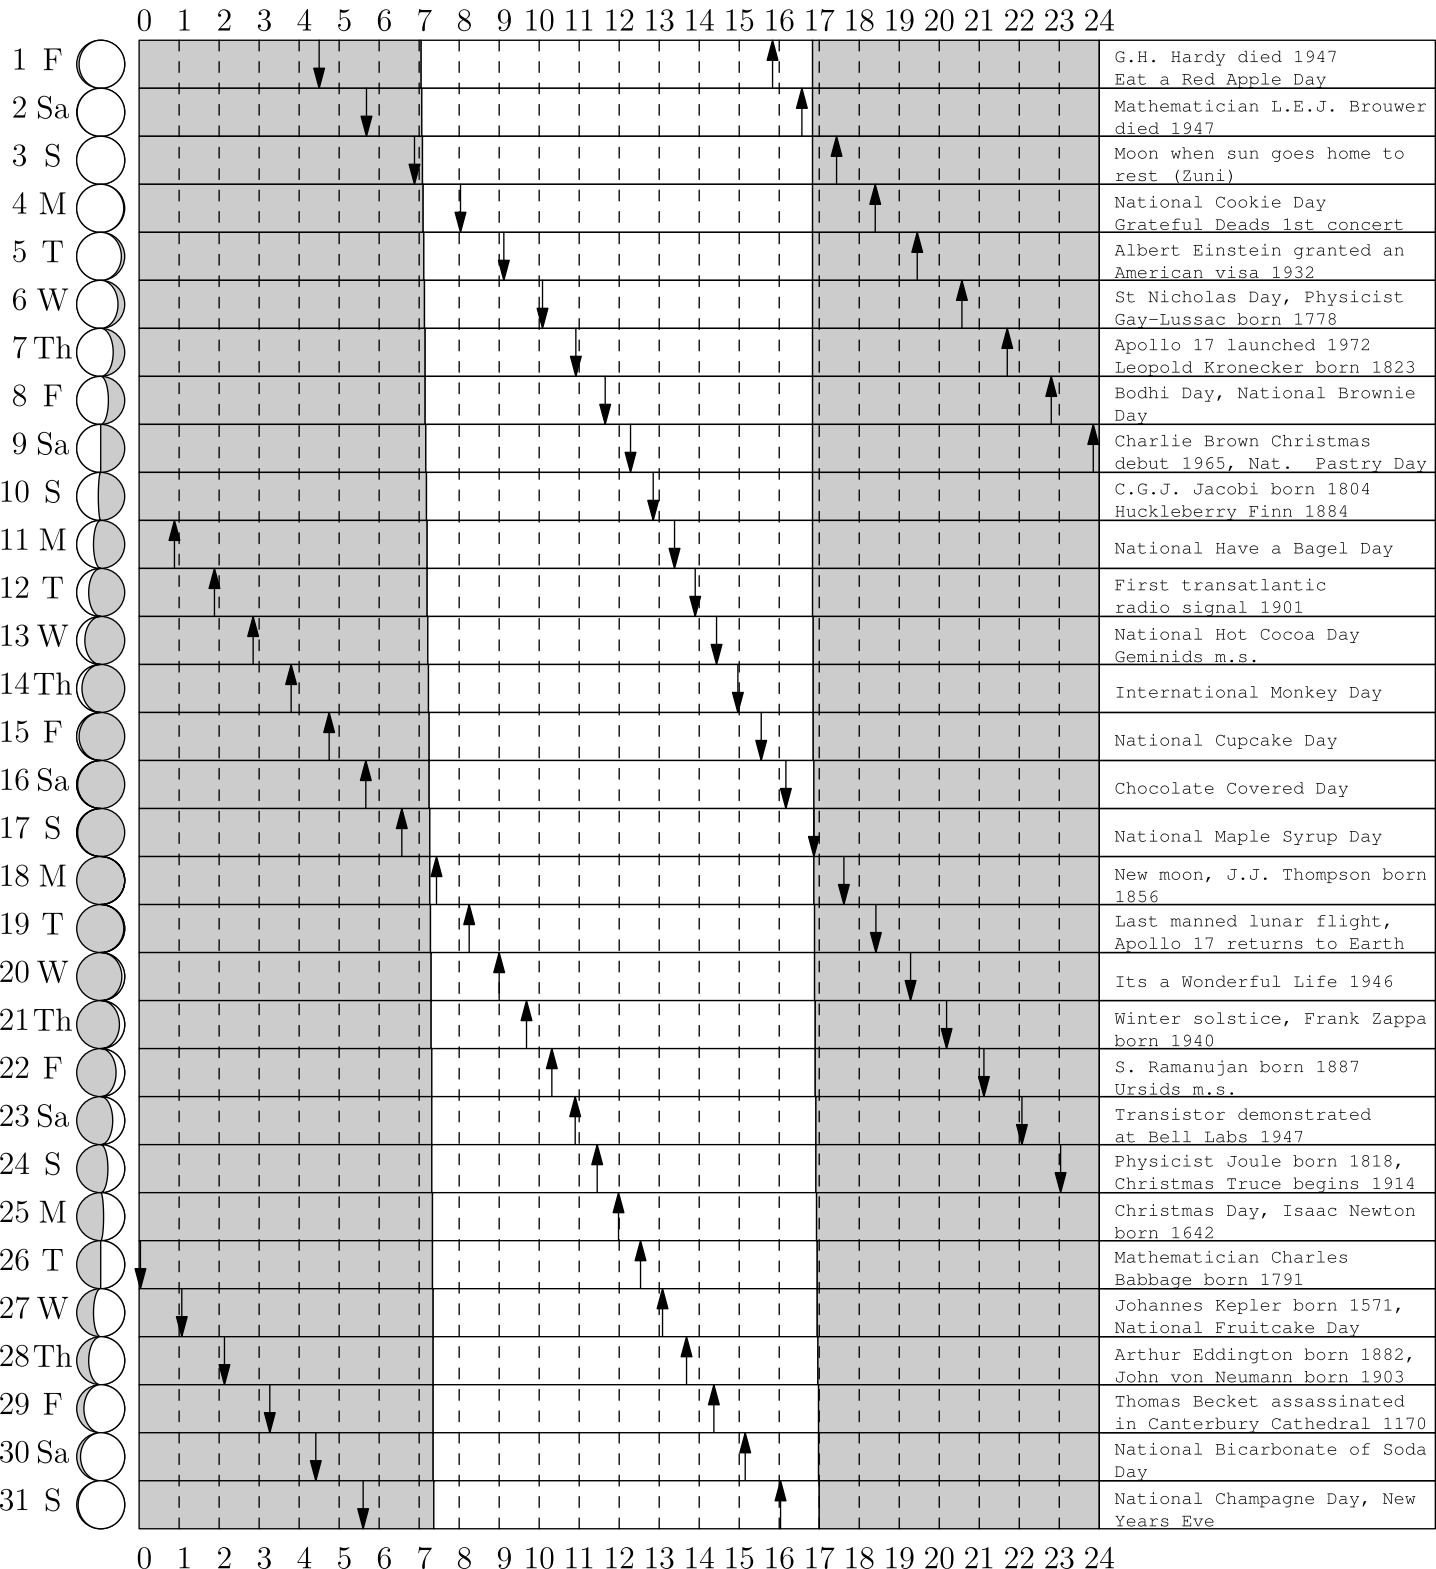 0 1 2 3 4 5 6 7 8 9 10 11 12 13 14 15 16 17 18 19 20 21 22 23 24
1 F G.H. Hardy died 1947
Eat a Red Apple Day
2 Sa Mathematician L.E.J. Brouwer
died 1947
3 S Moon when sun goes home to
rest (Zuni)
4 M National Cookie Day
Grateful Deads 1st concert
5 T Albert Einstein granted an
American visa 1932
6 W St Nicholas Day, Physicist
Gay-Lussac born 1778
7 Th Apollo 17 launched 1972
Leopold Kronecker born 1823
8 F Bodhi Day, National Brownie
Day
9 Sa Charlie Brown Christmas
debut 1965, Nat. Pastry Day
10 S C.G.J. Jacobi born 1804
Huckleberry Finn 1884
11 M National Have a Bagel Day
12 T First transatlantic
radio signal 1901
13 W National Hot Cocoa Day
Geminids m.s.
14 Th International Monkey Day
15 F National Cupcake Day
16 Sa Chocolate Covered Day
17 S National Maple Syrup Day
18 M New moon, J.J. Thompson born
1856
19 T Last manned lunar flight,
Apollo 17 returns to Earth
20 W Its a Wonderful Life 1946
21 Th Winter solstice, Frank Zappa
born 1940
22 F S. Ramanujan born 1887
Ursids m.s.
23 Sa Transistor demonstrated
at Bell Labs 1947
24 S Physicist Joule born 1818,
Christmas Truce begins 1914
25 M Christmas Day, Isaac Newton
born 1642
26 T Mathematician Charles
Babbage born 1791
27 W Johannes Kepler born 1571,
National Fruitcake Day
28 Th Arthur Eddington born 1882,
John von Neumann born 1903
29 F Thomas Becket assassinated
in Canterbury Cathedral 1170
30 Sa National Bicarbonate of Soda
Day
31 S National Champagne Day, New
Years Eve
0 1 2 3 4 5 6 7 8 9 10 11 12 13 14 15 16 17 18 19 20 21 22 23 24